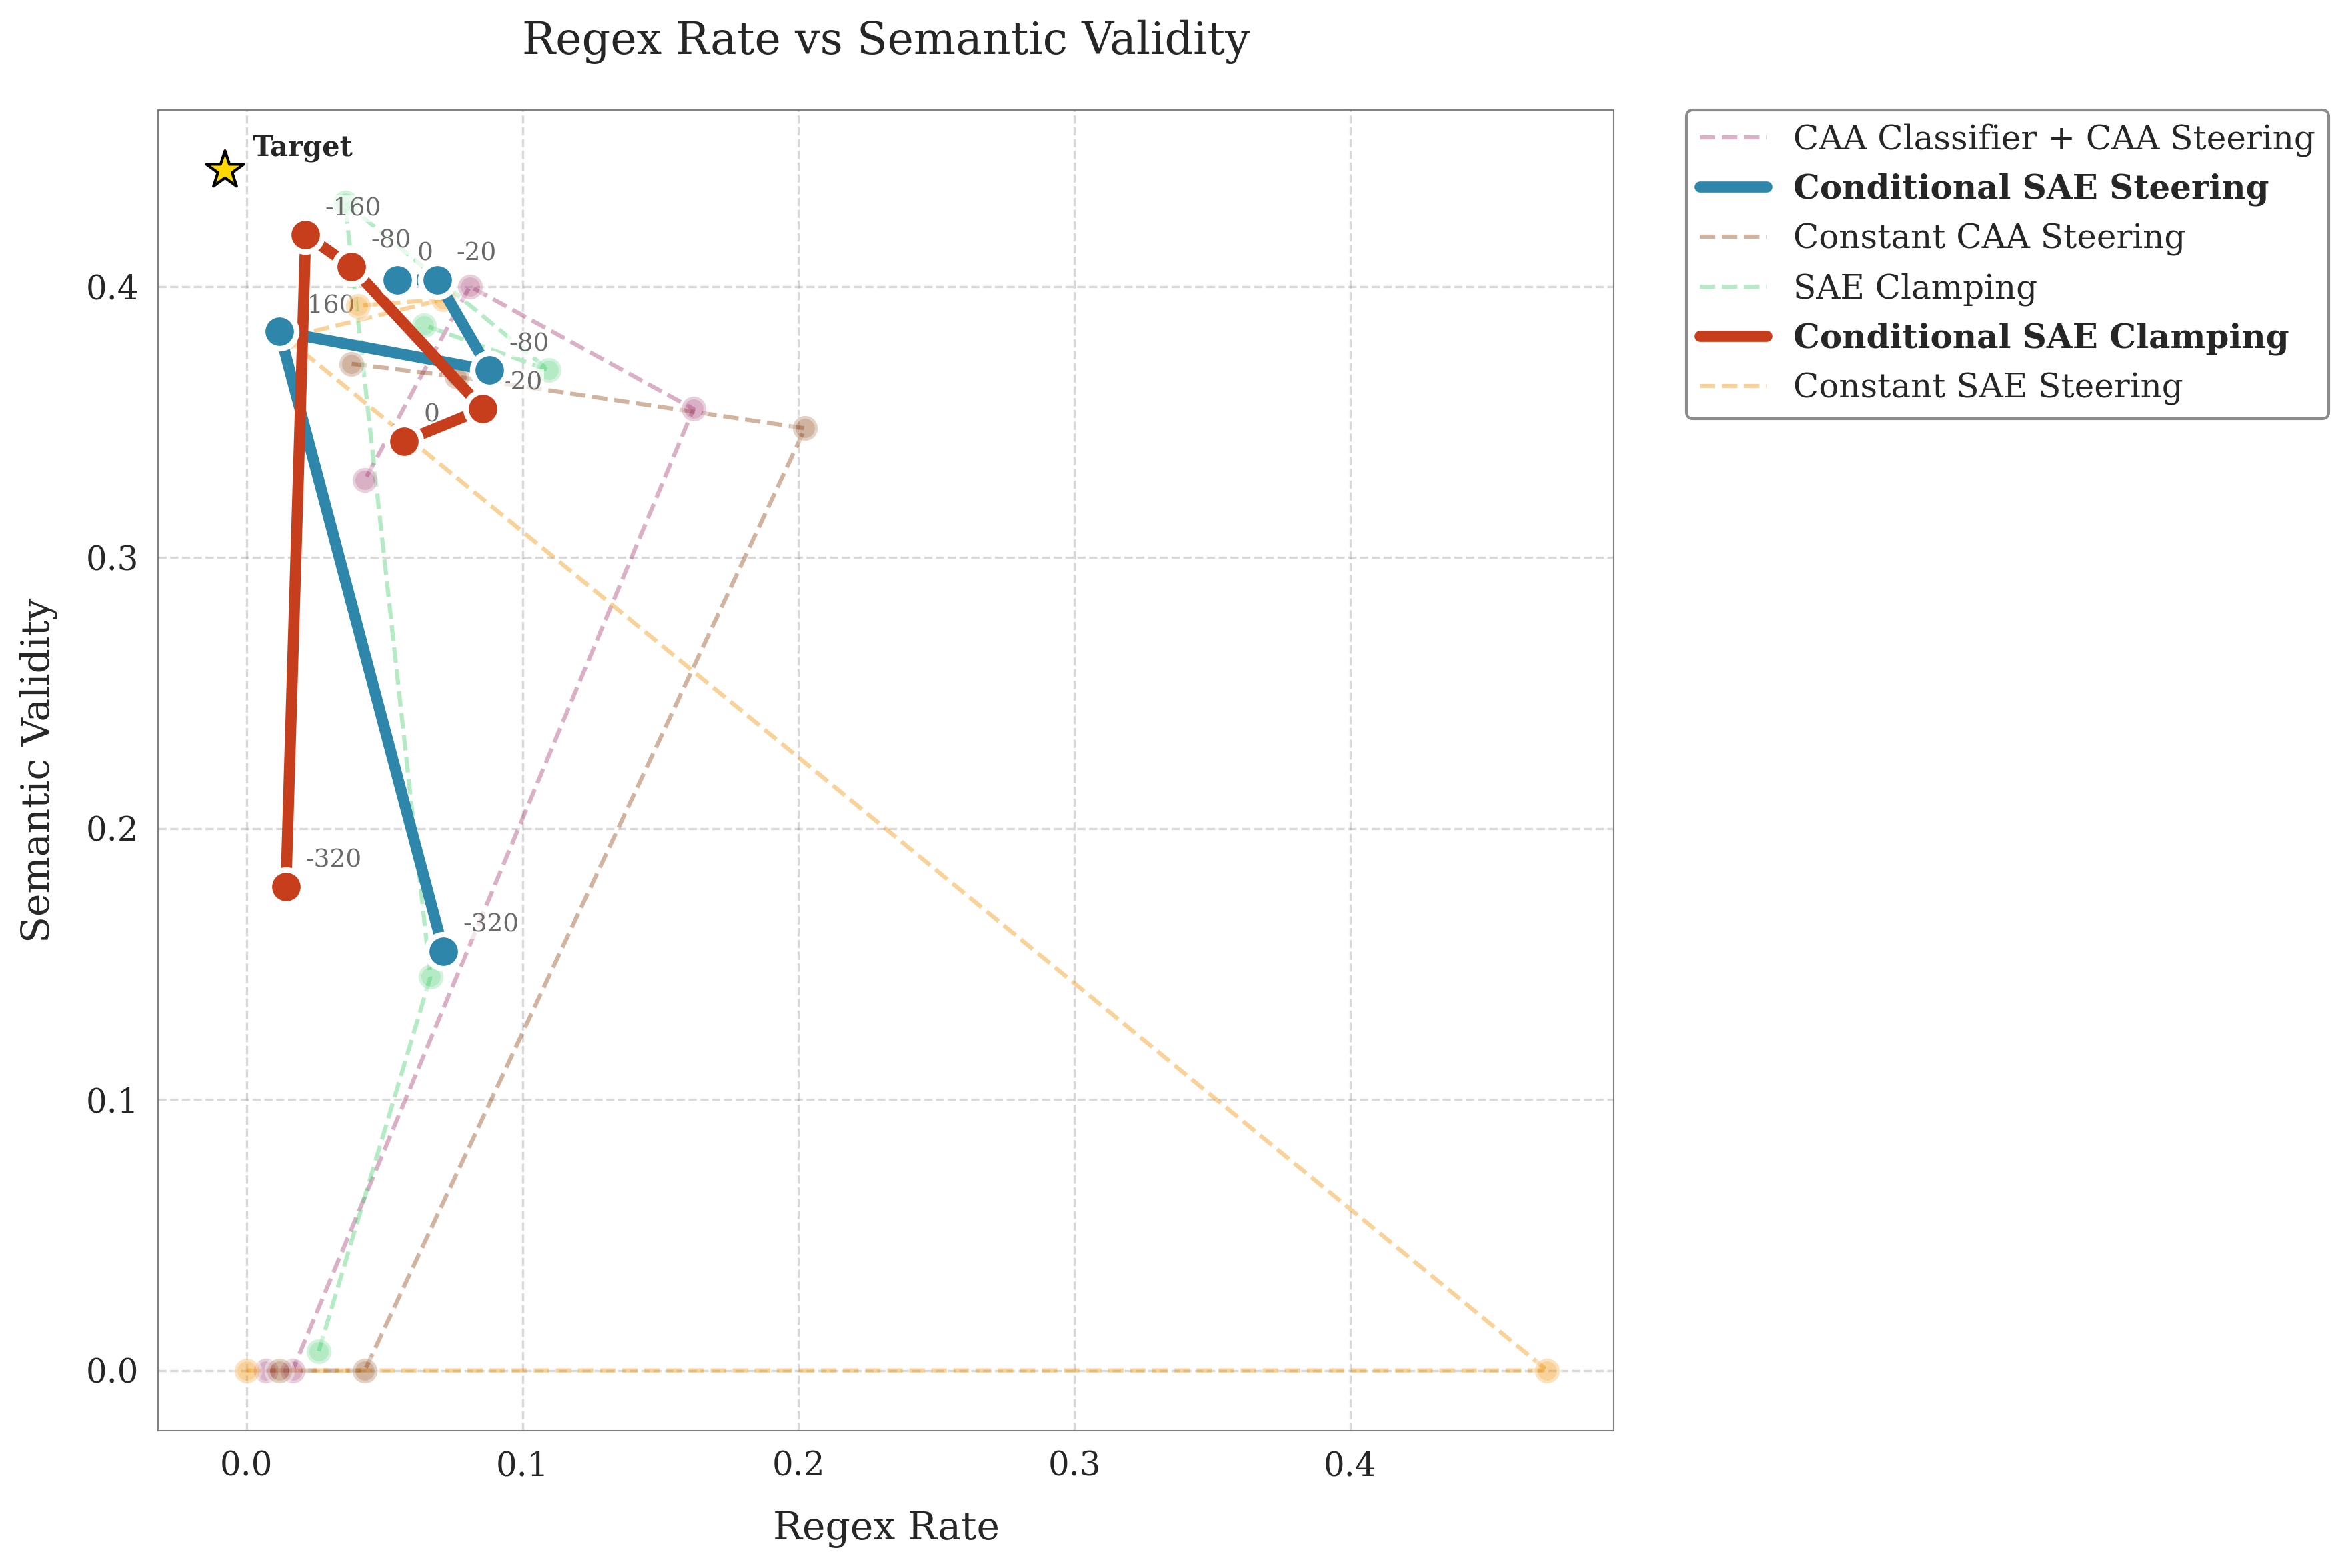 Regex Rate vs Semantic Validity
Target
-160
-80
0
-20
160
-80
-20
0
-320
-320
0.4
0.3
0.2
0.1
0.0
Semantic Validity
0.0
0.1
0.2
0.3
0.4
Regex Rate
CAA Classifier + CAA Steering
Conditional SAE Steering
Constant CAA Steering
SAE Clamping
Conditional SAE Clamping
Constant SAE Steering